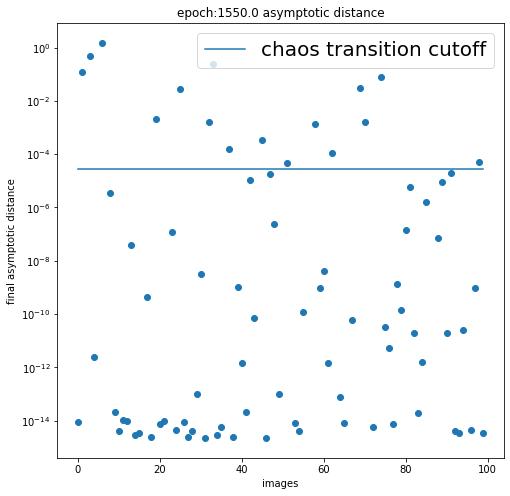 epoch:1550.0 asymptotic distance
chaos transition cutoff
final asymptotic distance
10⁰
10⁻²
10⁻⁴
10⁻⁶
10⁻⁸
10⁻¹⁰
10⁻¹²
10⁻¹⁴
0 20 40 60 80 100
images